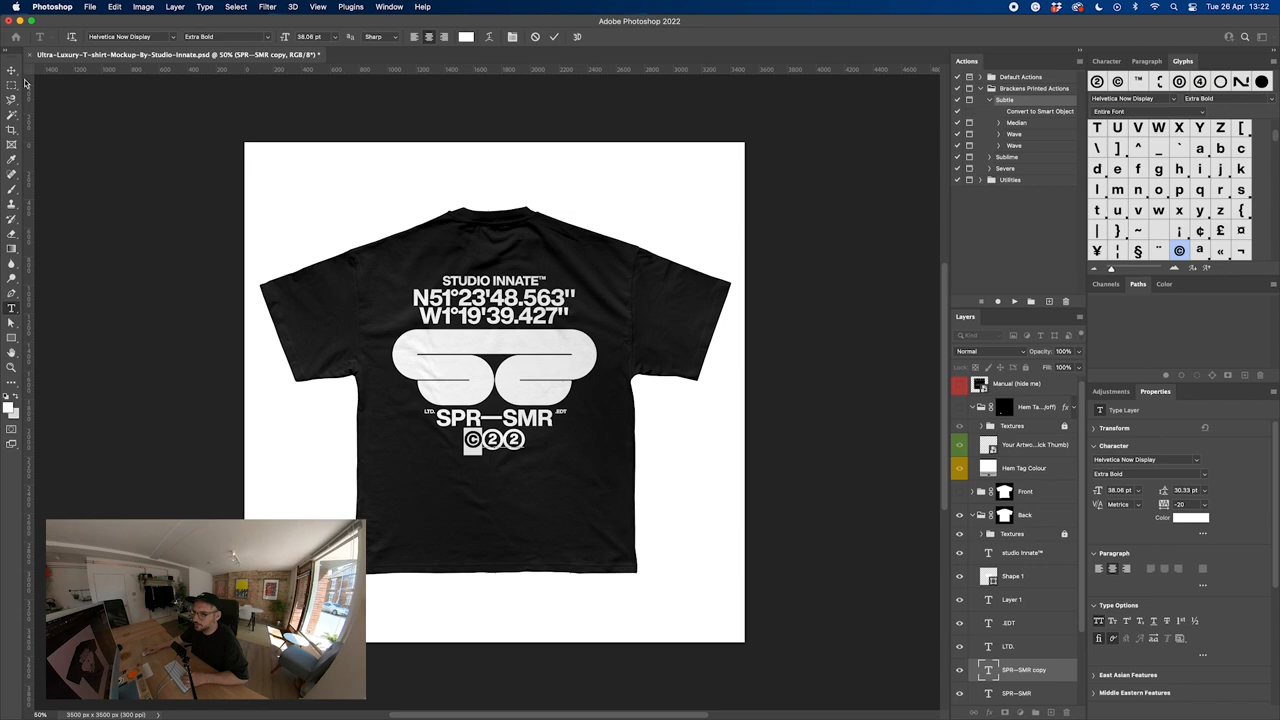 Photoshop File Edit Image Layer Type Select Filter 3D View Plugins Window Help
Tue 26 Apr 13:22
Adobe Photoshop 2022
Helvetica Now Display Extra Bold 38.06 pt Sharp
Ultra-Luxury-T-shirt-Mockup-By-Studio-Innate.psd @ 50% (SPR—SMR copy, RGB/8*) *
STUDIO INNATE™
N51°23'48.563"
W1°19'39.427"
LTD. SPR—SMR .EDT
©②②
50% 3500 px x 3500 px (300 ppi)
Actions
Default Actions
Brackens Printed Actions
Subtle
Convert to Smart Object
Median
Wave
Wave
Sublime
Severe
Utilities
Layers
Kind
Normal Opacity: 100%
Lock: Fill: 100%
Manual (hide me)
Hem Ta.../off) fx
Textures
Your Artwo...ick Thumb)
Hem Tag Colour
Front
Back
Textures
studio Innate™
Shape 1
Layer 1
.EDT
LTD.
SPR—SMR copy
SPR—SMR
Character Paragraph Glyphs
Helvetica Now Display Extra Bold
Entire Font
T U V W X Y Z [
\ ] ^ _ ` a b c
d e f g h i j k
l m n o p q r s
t u v w x y z {
| } ~ ¡ ¢ £ ¤
¥ ¦ § ¨ © ª « ¬
Channels Paths Color
Adjustments Properties
Type Layer
Transform
Character
Helvetica Now Display
Extra Bold
38.06 pt 30.33 pt
Metrics -20
Color
Paragraph
Type Options
East Asian Features
Middle Eastern Features